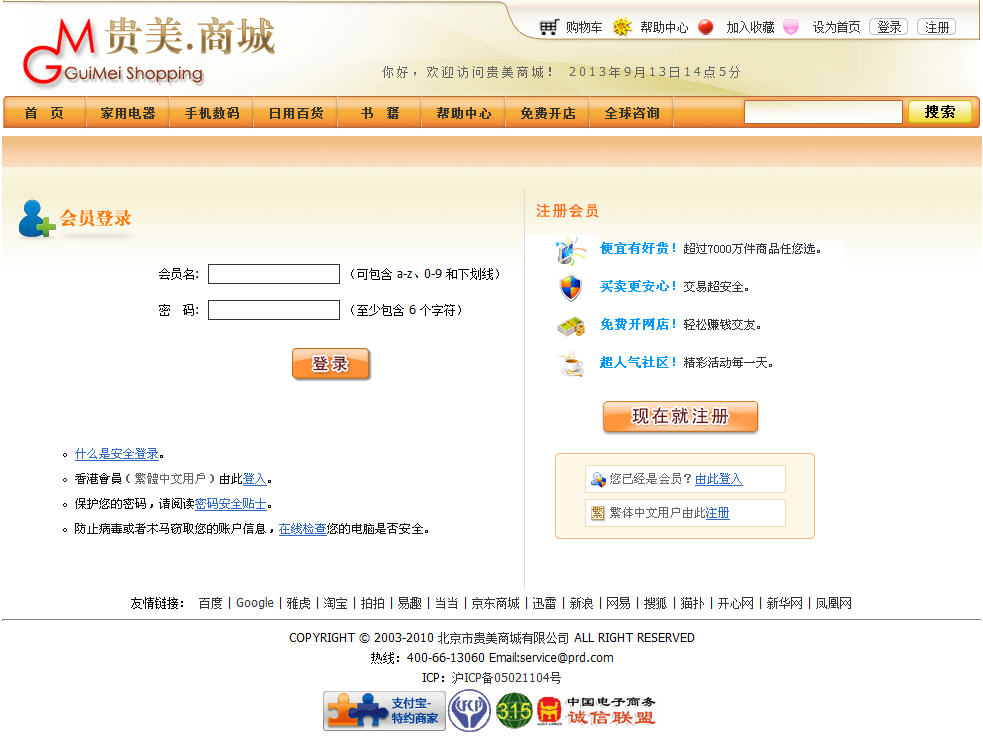 贵美.商城
GuiMei Shopping
购物车 帮助中心 加入收藏 设为首页 登录 注册
你好，欢迎访问贵美商城！ 2013年9月13日14点5分
首 页 家用电器 手机数码 日用百货 书 籍 帮助中心 免费开店 全球咨询 搜索
会员登录
会员名: （可包含 a-z、0-9 和下划线）
密 码: （至少包含 6 个字符）
登录
什么是安全登录。
香港會員（繁體中文用戶）由此登入。
保护您的密码，请阅读密码安全贴士。
防止病毒或者木马窃取您的账户信息，在线检查您的电脑是否安全。
注册会员
便宜有好货！超过7000万件商品任您选。
买卖更安心！交易超安全。
免费开网店！轻松赚钱交友。
超人气社区！精彩活动每一天。
现在就注册
您已经是会员？由此登入
繁 繁体中文用户由此注册
友情链接： 百度 | Google | 雅虎 | 淘宝 | 拍拍 | 易趣 | 当当 | 京东商城 | 迅雷 | 新浪 | 网易 | 搜狐 | 猫扑 | 开心网 | 新华网 | 凤凰网
COPYRIGHT © 2003-2010 北京市贵美商城有限公司 ALL RIGHT RESERVED
热线：400-66-13060 Email:service@prd.com
ICP：沪ICP备05021104号
支付宝-
特约商家
CFCP
315
中国电子商务
诚信联盟